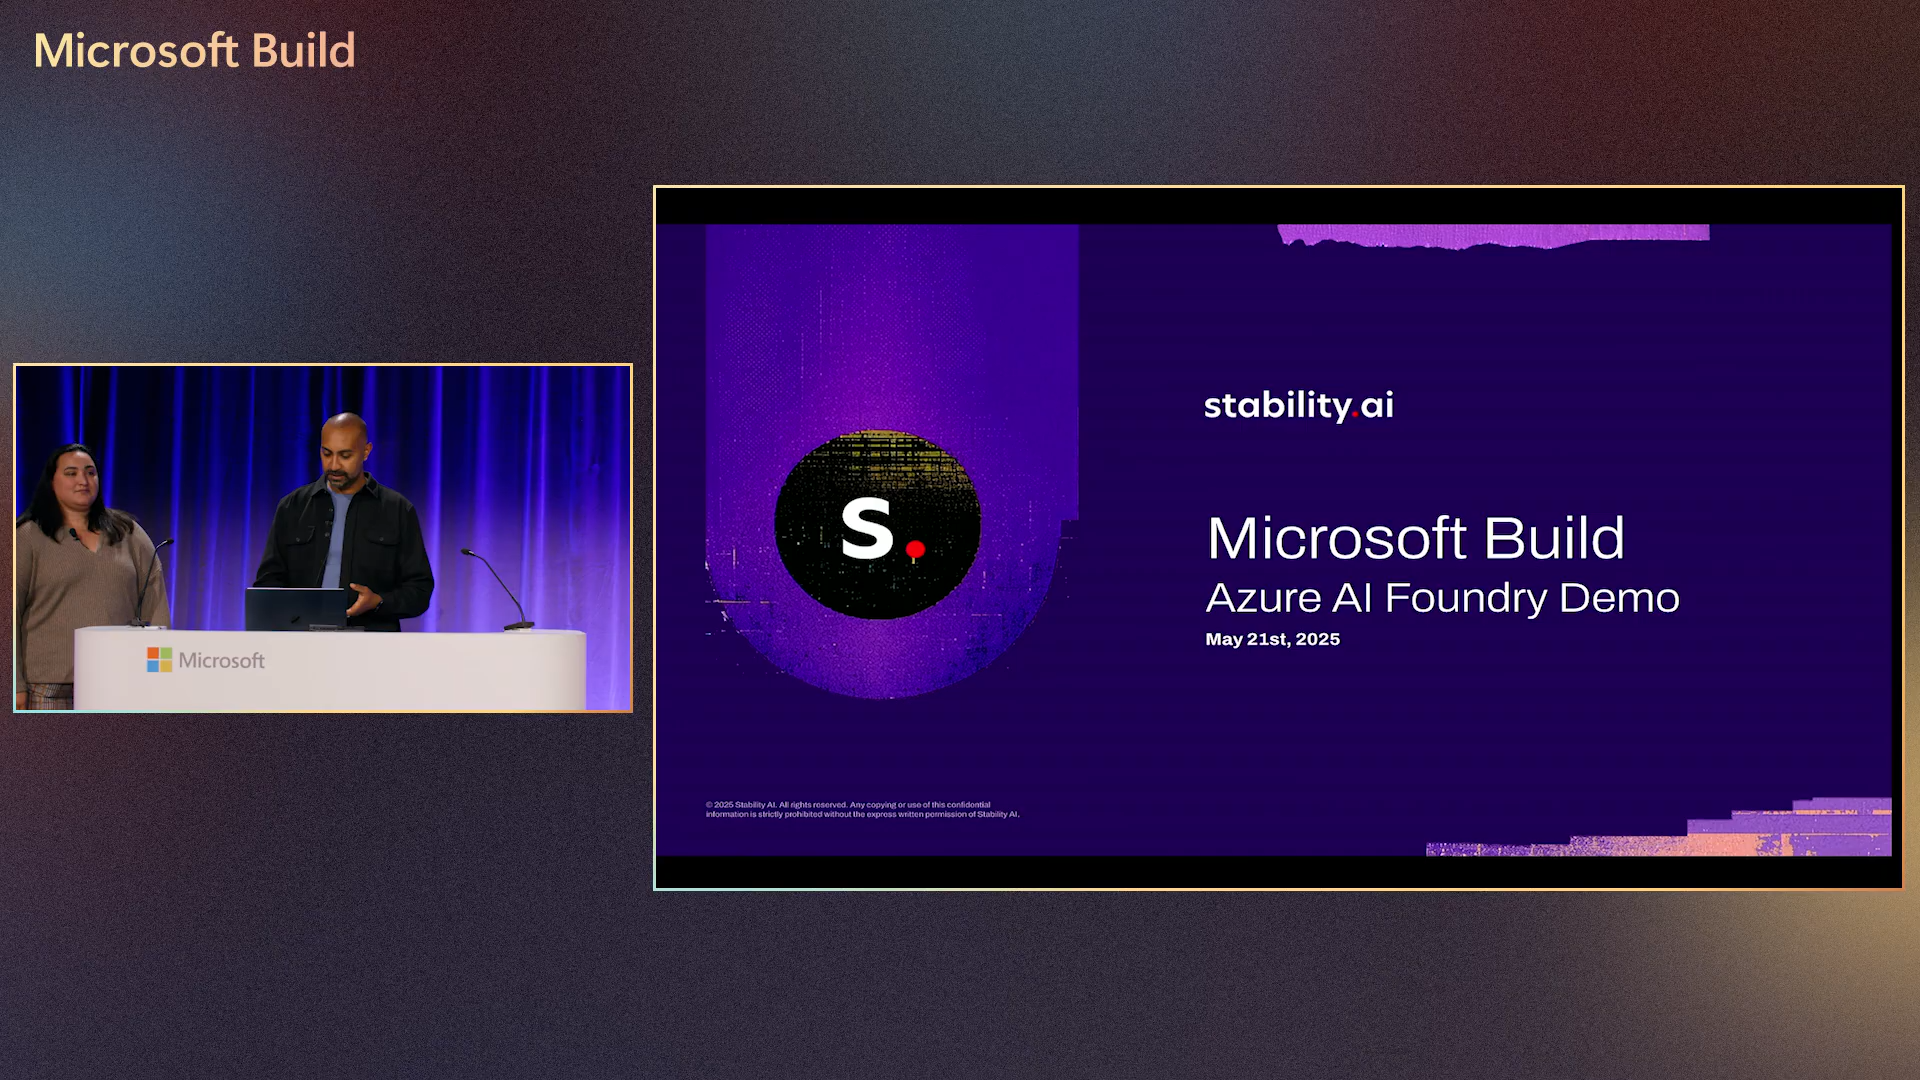 Microsoft Build
Microsoft
stability.ai
s.
Microsoft Build
Azure AI Foundry Demo
May 21st, 2025
© 2025 Stability AI. All rights reserved. Any copying or use of this confidential
information is strictly prohibited without the express written permission of Stability AI.